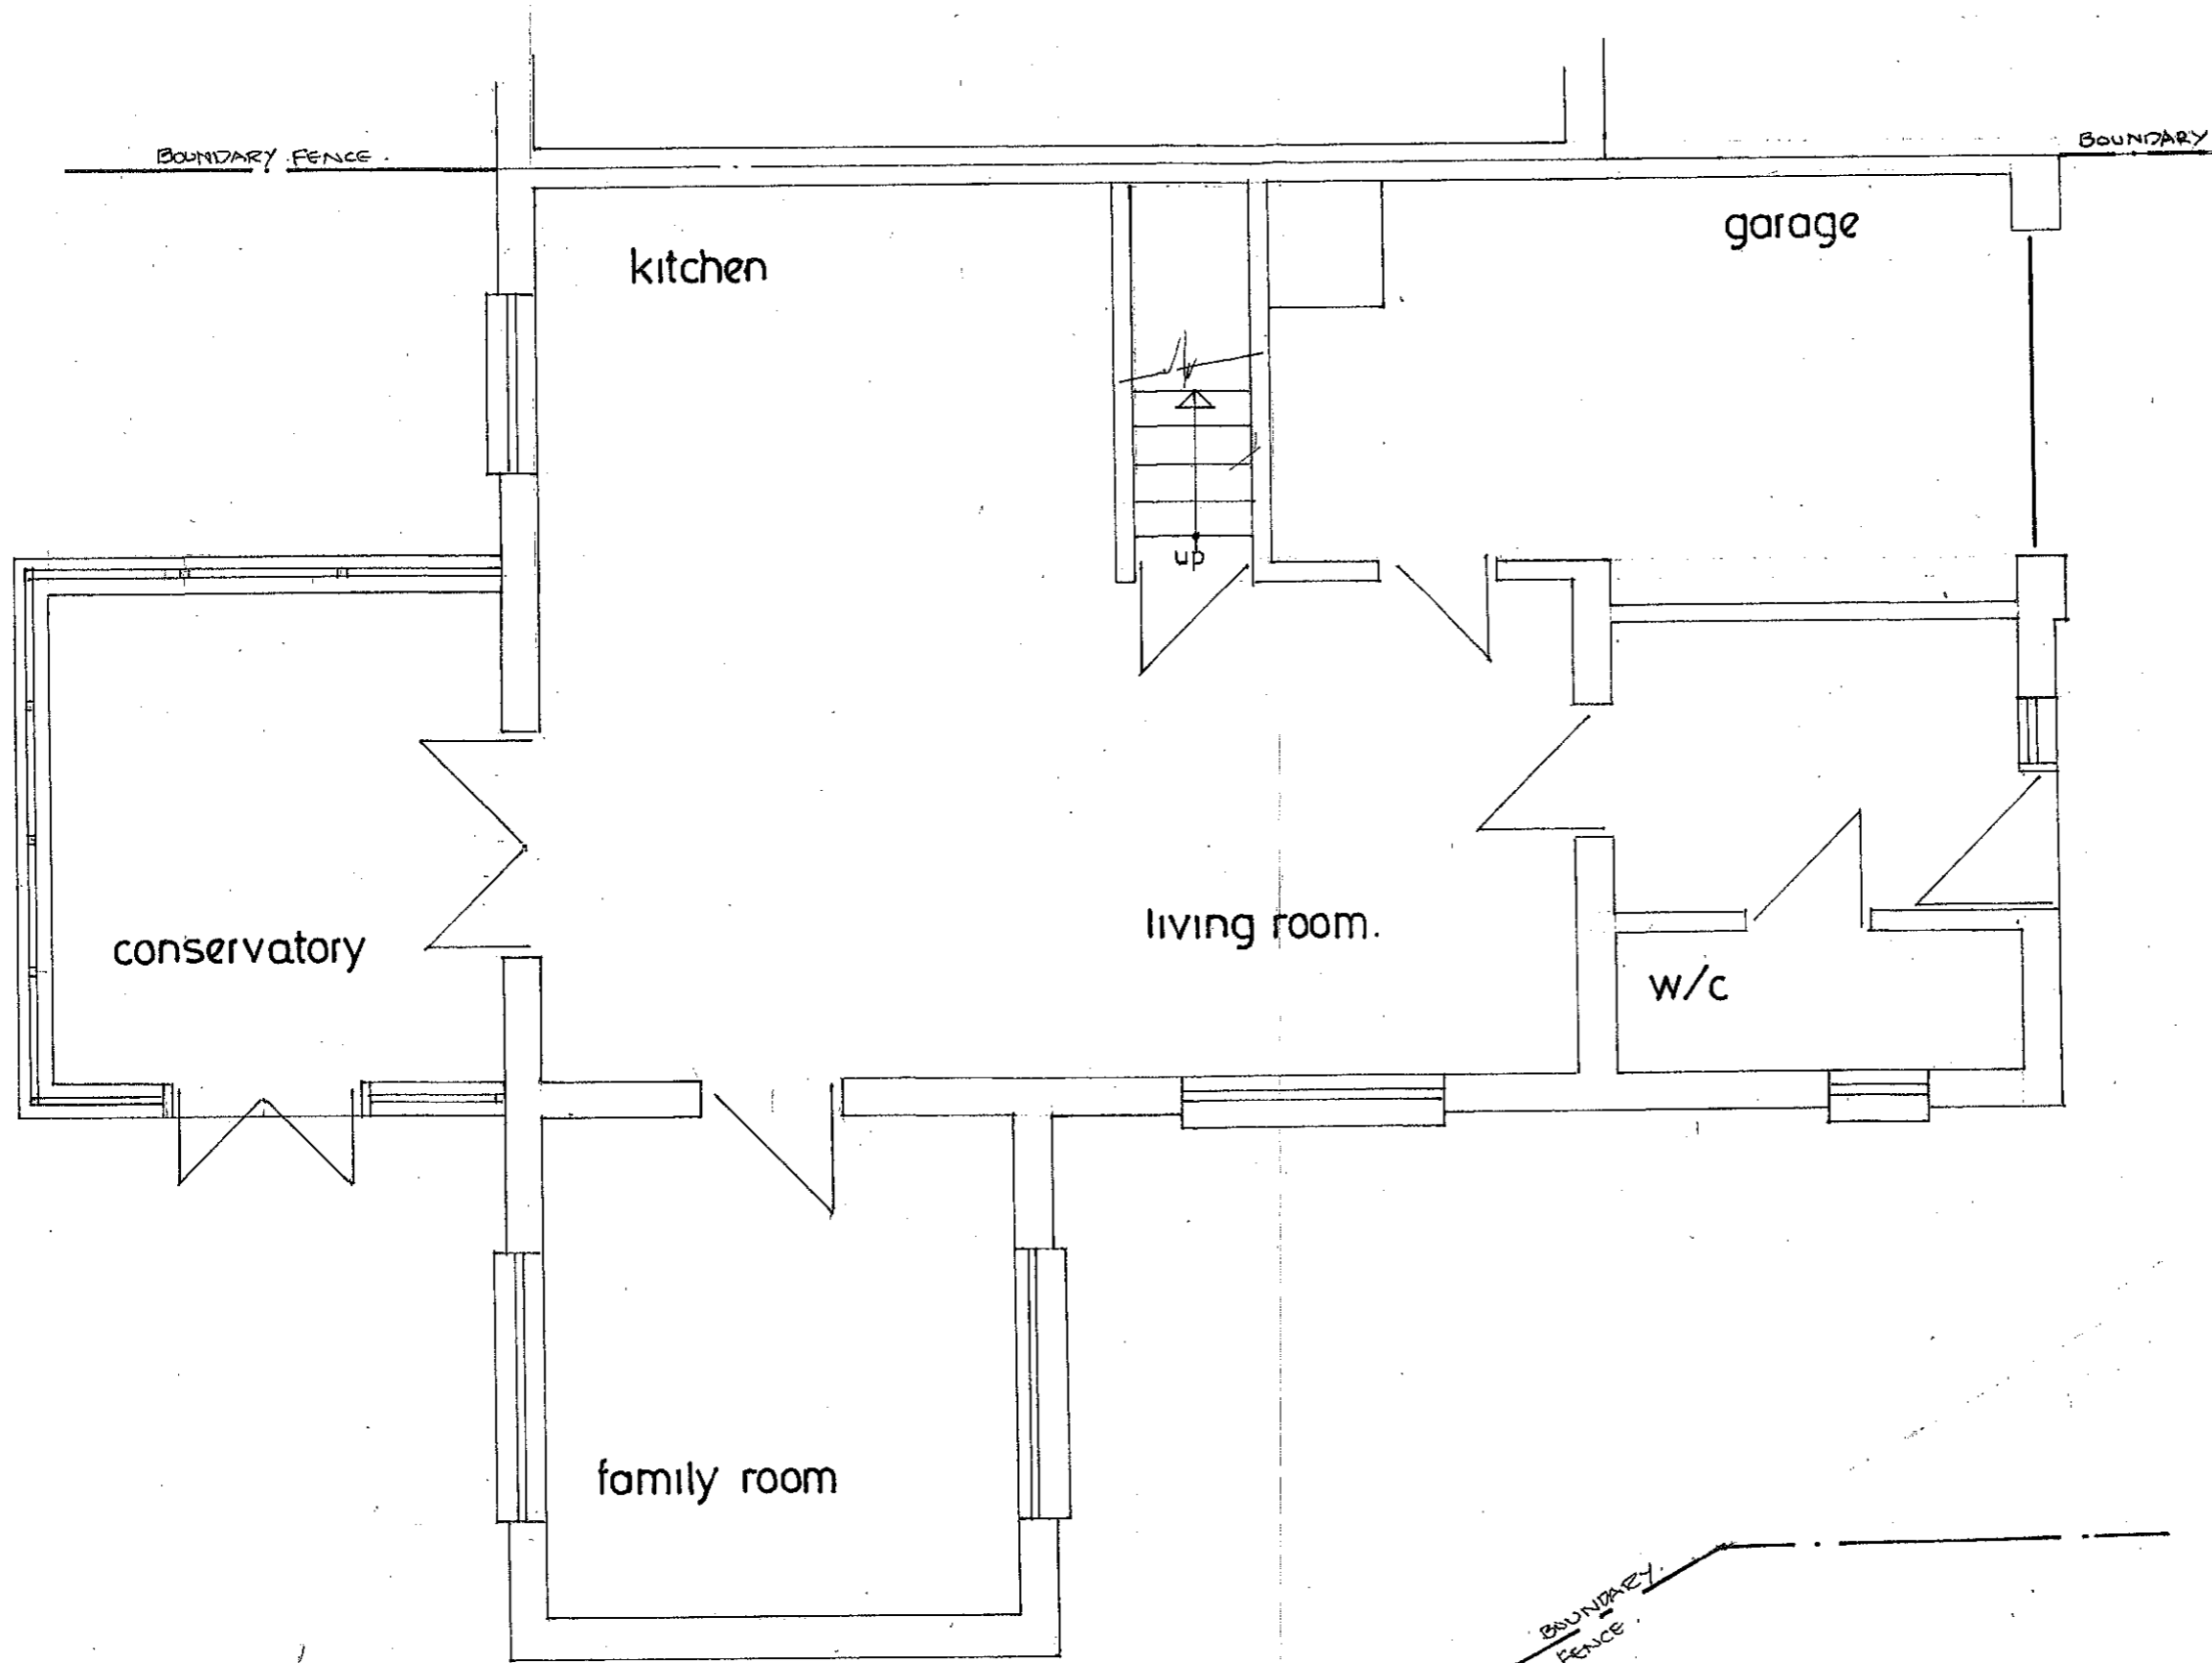 BOUNDARY FENCE.
BOUNDARY
garage
kitchen
up
living room.
conservatory
w/c
family room
BOUNDARY.
FENCE.